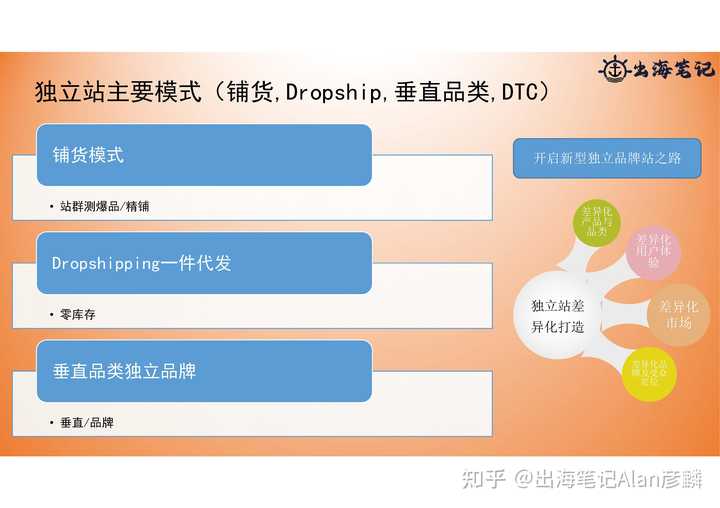 出海笔记
独立站主要模式（铺货,Dropship,垂直品类,DTC）
铺货模式
• 站群测爆品/精铺
Dropshipping一件代发
• 零库存
垂直品类独立品牌
• 垂直/品牌
开启新型独立品牌站之路
差异化
产品与
品类
差异化
用户体
验
独立站差
异化打造
差异化
市场
差异化品
牌及受众
定位
知乎 @出海笔记Alan彦麟